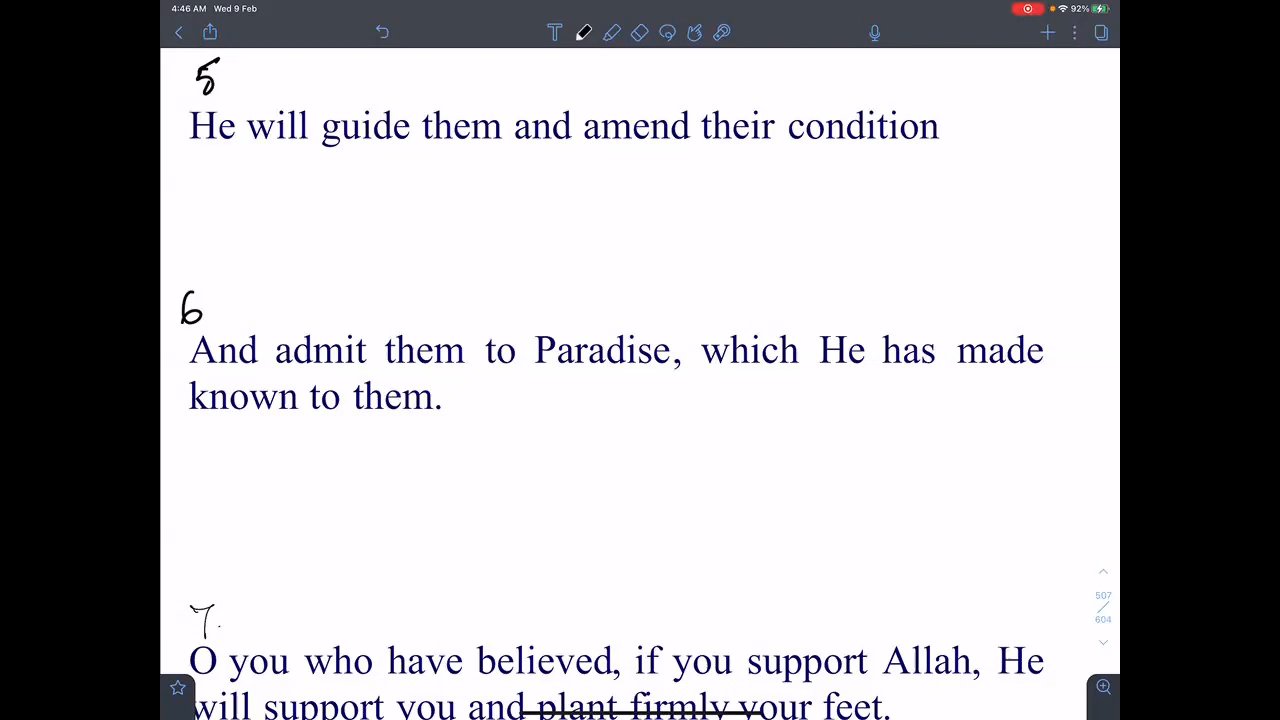 4:46 AM Wed 9 Feb
92%
5
He will guide them and amend their condition
6
And admit them to Paradise, which He has made
known to them.
507
604
7.
O you who have believed, if you support Allah, He
will support you and plant firmly your feet.